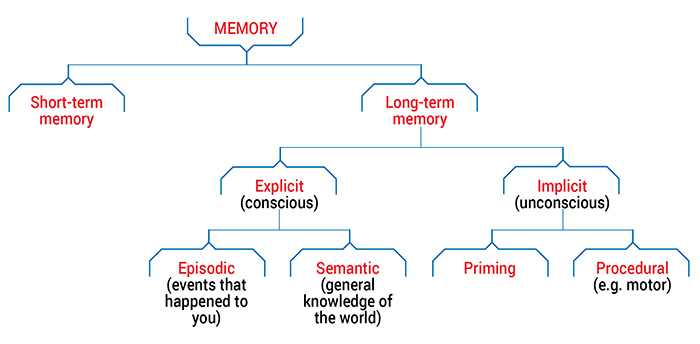 MEMORY
Short-term
memory
Long-term
memory
Explicit
(conscious)
Implicit
(unconscious)
Episodic
(events that
happened to
you)
Semantic
(general
knowledge of
the world)
Priming
Procedural
(e.g. motor)